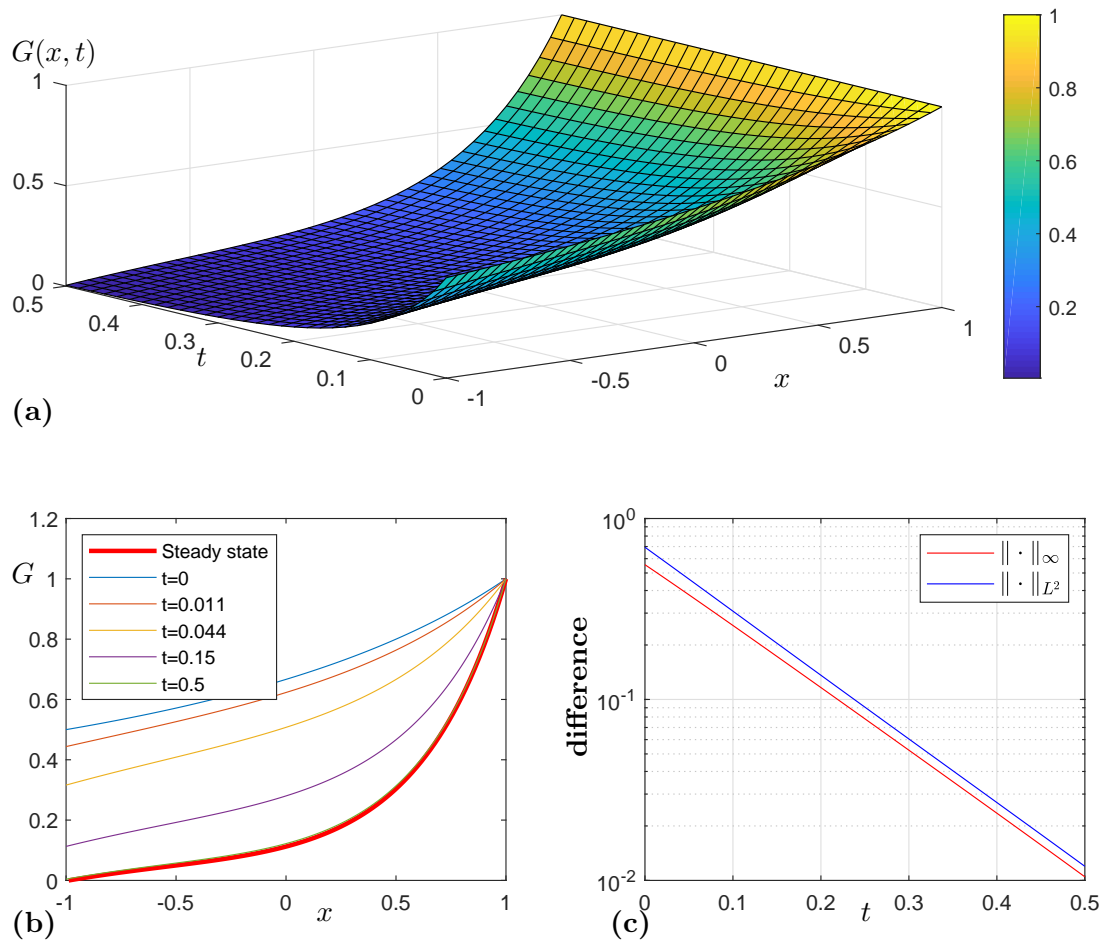 G(x, t)
1
0.5
0
0.5
0.4
0.3
0.2
0.1
0
t
-1
-0.5
0
0.5
1
x
1
0.8
0.6
0.4
0.2
(a)
1.2
1
0.8
0.6
0.4
0.2
0
G
Steady state
t=0
t=0.011
t=0.044
t=0.15
t=0.5
-1
-0.5
0
0.5
1
x
(b)
10^0
10^-1
10^-2
difference
|| · ||∞
|| · ||L²
0
0.1
0.2
0.3
0.4
0.5
t
(c)